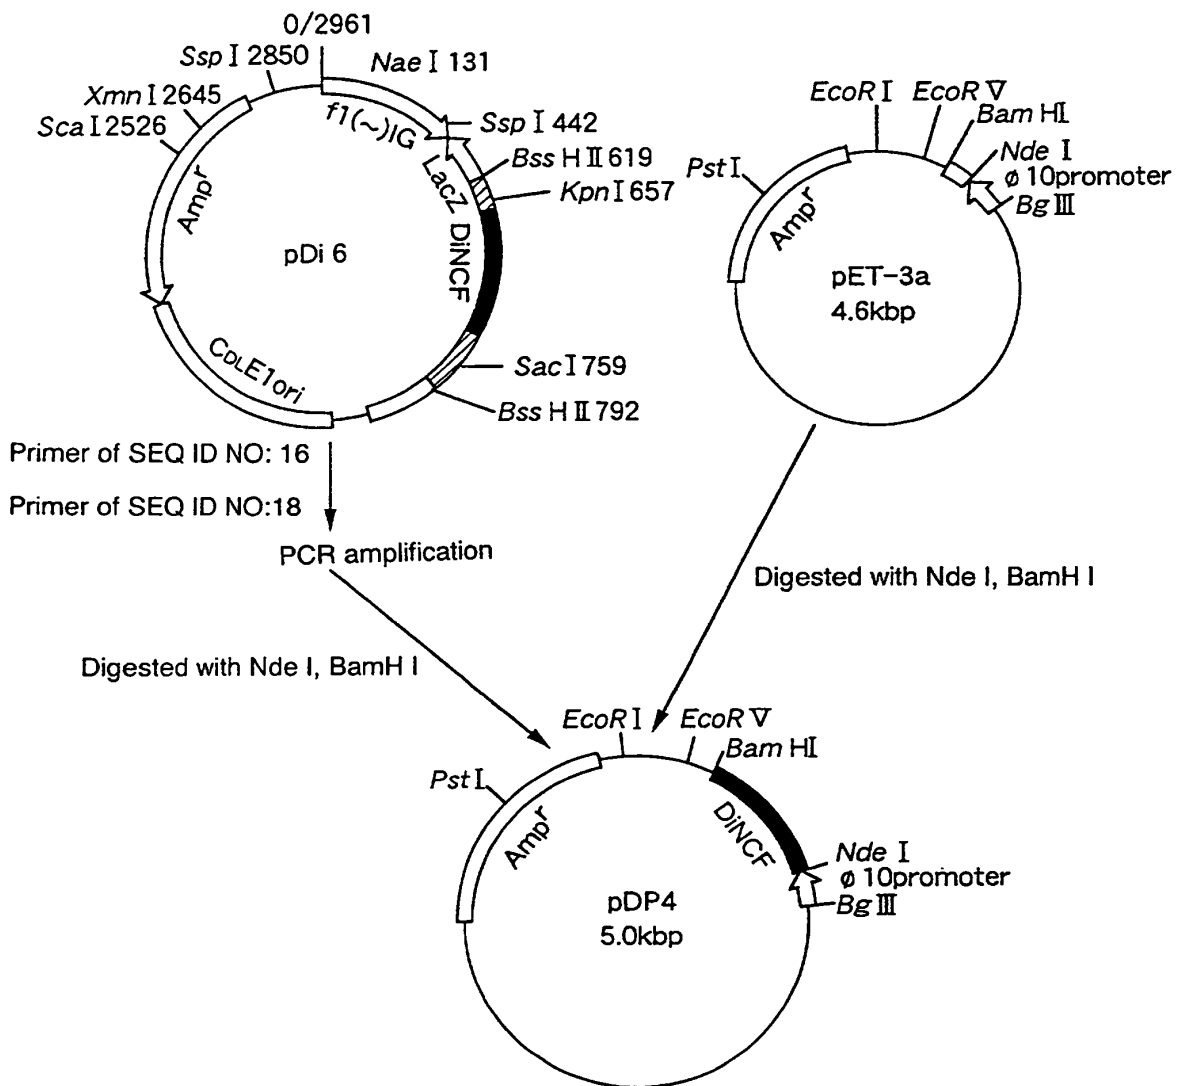 0/2961
Ssp I 2850
Nae I 131
Xmn I 2645
Sca I 2526
f1(~)IG
Ssp I 442
Bss H II 619
Kpn I 657
LacZ
DiNCF
Amp^r
pDi 6
CDLE1ori
Sac I 759
Bss H II 792
EcoR I
EcoR V
Bam HI
Nde I
ø 10promoter
Bg III
Pst I
Amp^r
pET-3a
4.6kbp
Primer of SEQ ID NO: 16
Primer of SEQ ID NO:18
PCR amplification
Digested with Nde I, BamH I
Digested with Nde I, BamH I
EcoR I
EcoR V
Bam HI
Pst I
Amp^r
DiNCF
Nde I
ø 10promoter
Bg III
pDP4
5.0kbp